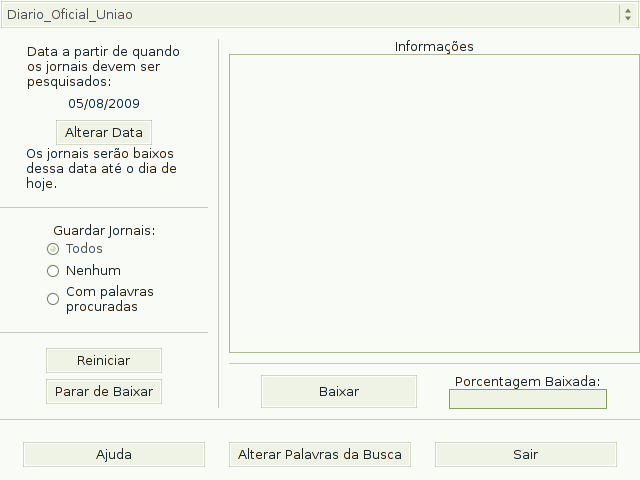 Diario_Oficial_Uniao
Data a partir de quando
os jornais devem ser
pesquisados:
05/08/2009
Alterar Data
Os jornais serão baixos
dessa data até o dia de
hoje.
Guardar Jornais:
Todos
Nenhum
Com palavras
procuradas
Reiniciar
Parar de Baixar
Informações
Baixar
Porcentagem Baixada:
Ajuda
Alterar Palavras da Busca
Sair